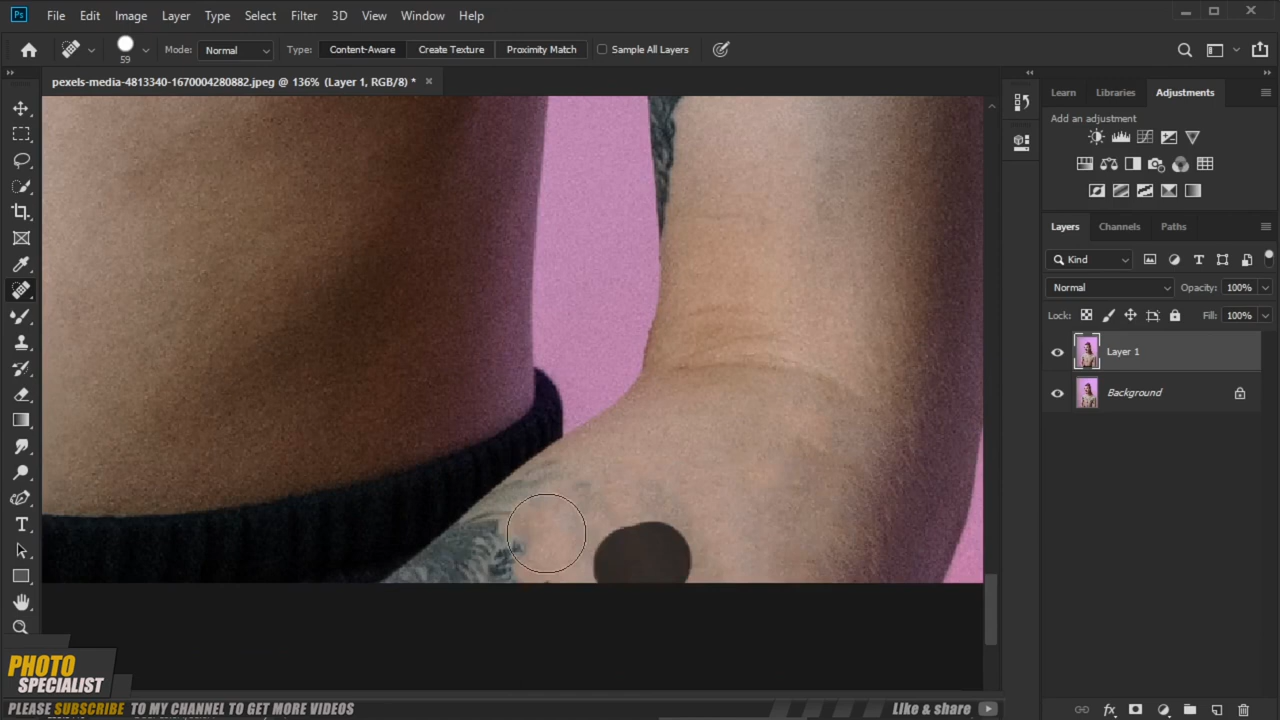 Ps File Edit Image Layer Type Select Filter 3D View Window Help
59 Mode: Normal Type: Content-Aware Create Texture Proximity Match Sample All Layers
pexels-media-4813340-1670004280882.jpeg @ 136% (Layer 1, RGB/8) *
Learn Libraries Adjustments
Add an adjustment
Layers Channels Paths
Kind
Normal Opacity: 100%
Lock: Fill: 100%
Layer 1
Background
PHOTO
SPECIALIST
PLEASE SUBSCRIBE TO MY CHANNEL TO GET MORE VIDEOS
Like & share